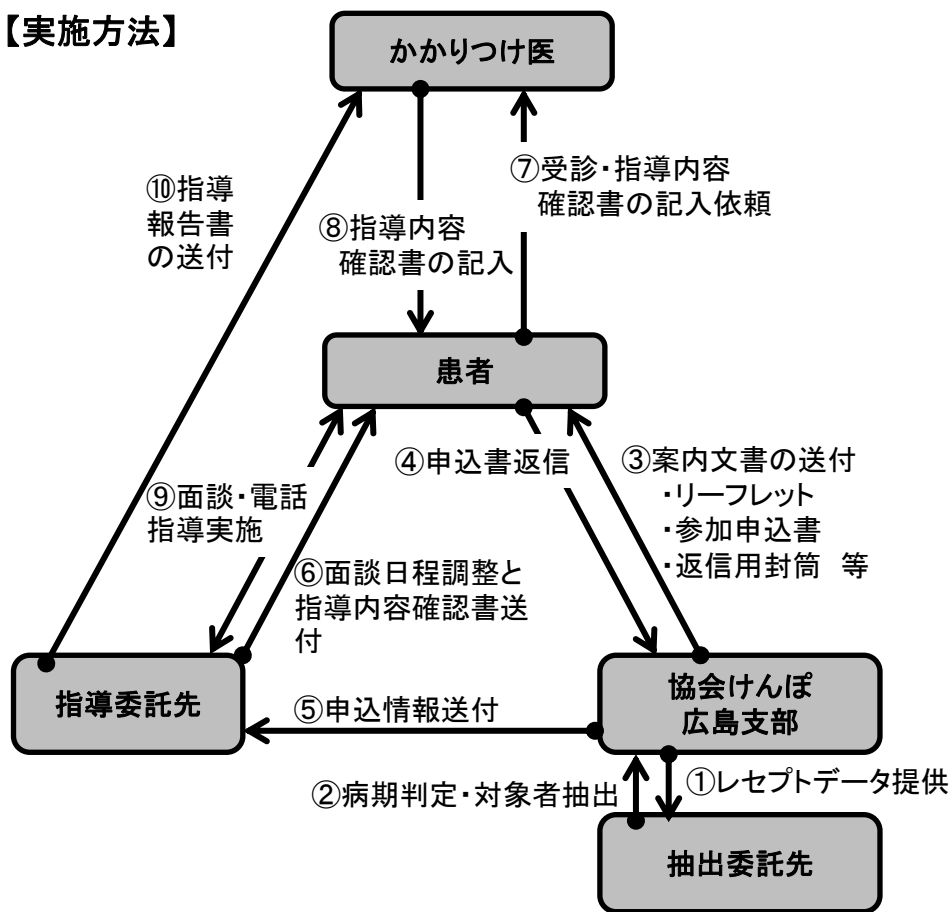 【実施方法】
かかりつけ医
⑩指導
報告書
の送付
⑦受診・指導内容
確認書の記入依頼
⑧指導内容
確認書の記入
患者
④申込書返信
③案内文書の送付
・リーフレット
・参加申込書
・返信用封筒 等
⑨面談・電話
指導実施
⑥面談日程調整と
指導内容確認書送
付
指導委託先
⑤申込情報送付
協会けんぽ
広島支部
②病期判定・対象者抽出
①レセプトデータ提供
抽出委託先